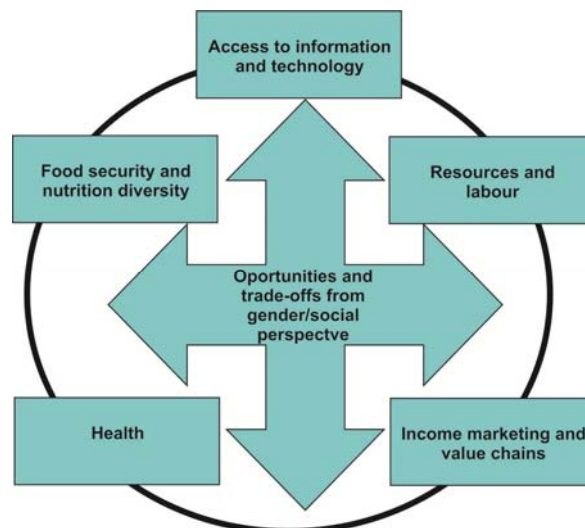 Access to information
and technology
Food security and
nutrition diversity
Resources and
labour
Oportunities and
trade-offs from
gender/social
perspectve
Health
Income marketing and
value chains